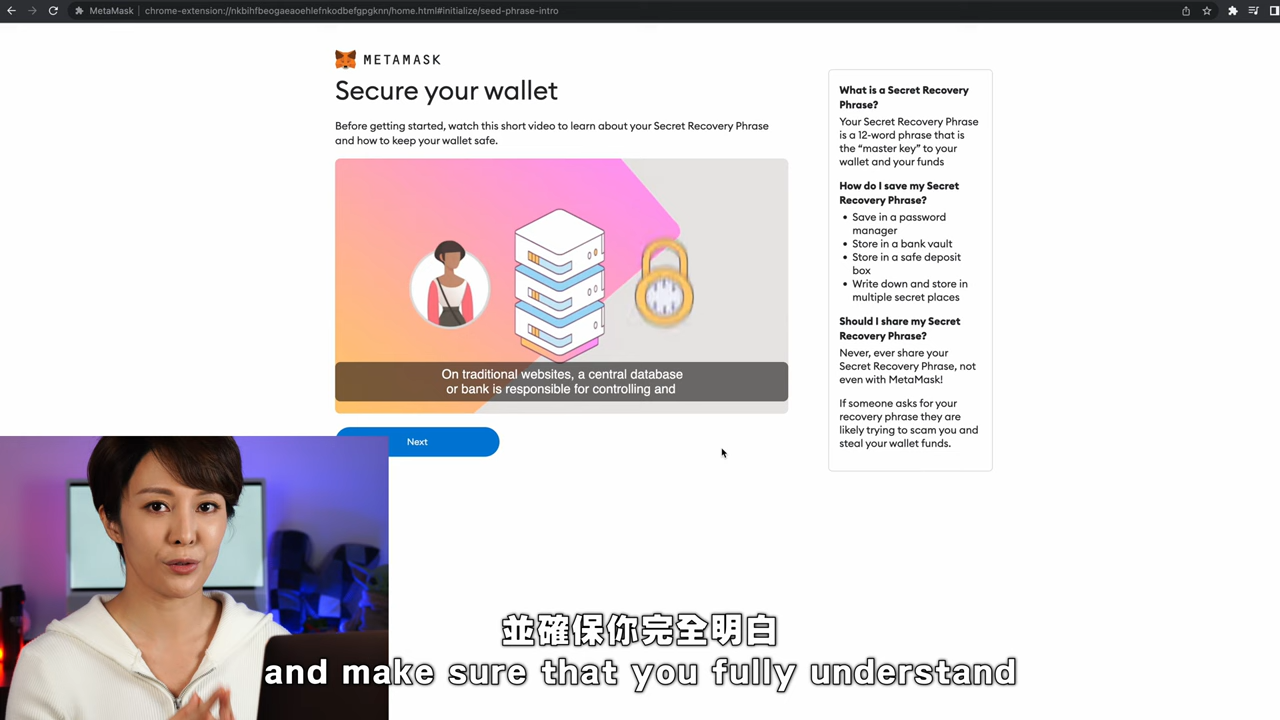 MetaMask
chrome-extension://nkbihfbeogaeaoehlefnkodbefgpgknn/home.html#initialize/seed-phrase-intro
METAMASK
Secure your wallet
Before getting started, watch this short video to learn about your Secret Recovery Phrase
and how to keep your wallet safe.
On traditional websites, a central database
or bank is responsible for controlling and
Next
What is a Secret Recovery
Phrase?
Your Secret Recovery Phrase
is a 12-word phrase that is
the “master key” to your
wallet and your funds
How do I save my Secret
Recovery Phrase?
• Save in a password
manager
• Store in a bank vault
• Store in a safe deposit
box
• Write down and store in
multiple secret places
Should I share my Secret
Recovery Phrase?
Never, ever share your
Secret Recovery Phrase, not
even with MetaMask!
If someone asks for your
recovery phrase they are
likely trying to scam you and
steal your wallet funds.
並確保你完全明白
and make sure that you fully understand